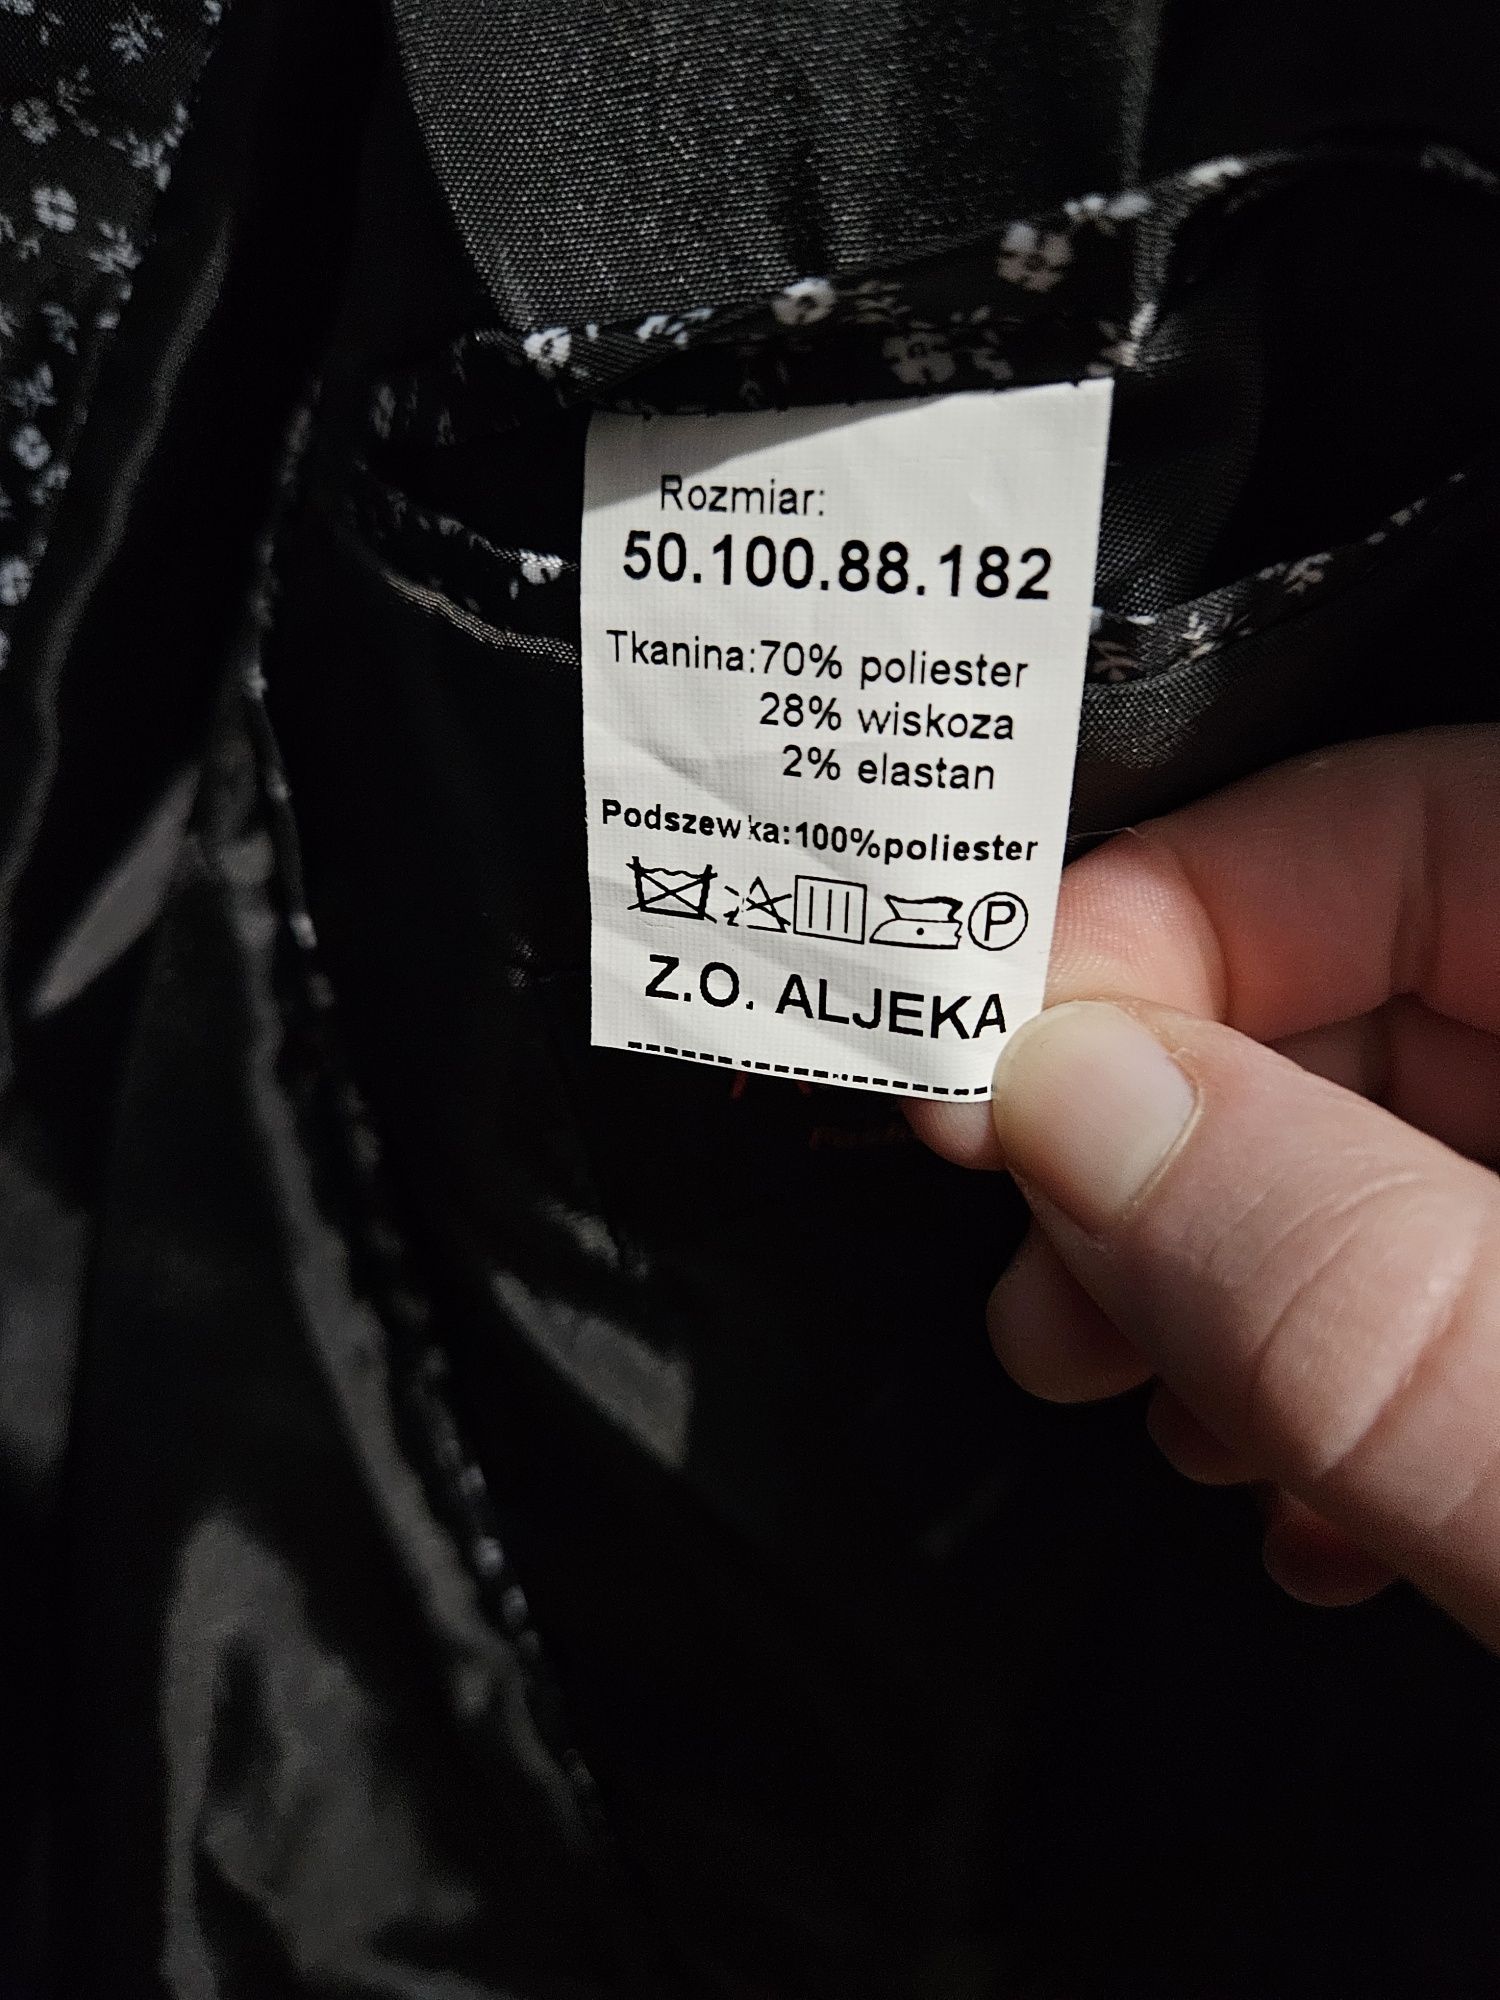 Rozmiar:
50.100.88.182
Tkanina:70% poliester
28% wiskoza
2% elastan
Podszewka:100%poliester
P
Z.O. ALJEKA